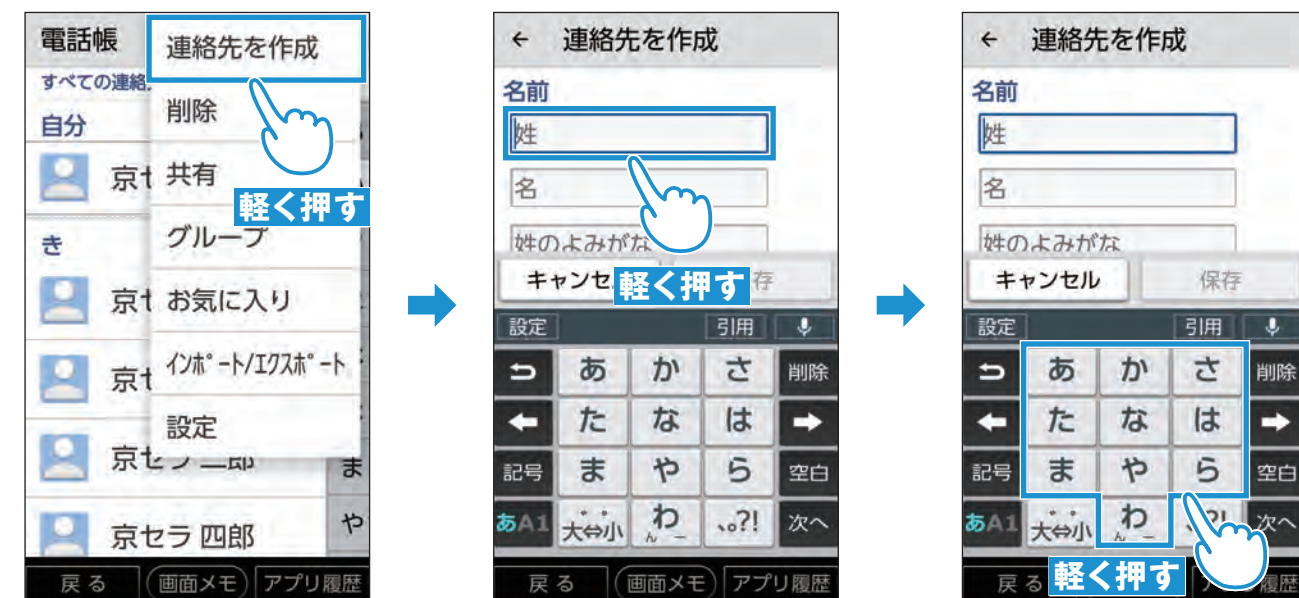 電話帳
連絡先を作成
すべての連絡
自分
削除
京セ
共有
軽く押す
き
グループ
京セ
お気に入り
京セ
ｲﾝﾎﾟｰﾄ/ｴｸｽﾎﾟｰﾄ
設定
京セラ 二郎
ま
京セラ 四郎
や
戻る
画面メモ
アプリ履歴
← 連絡先を作成
名前
姓
名
姓のよみがな
キャンセ
存
軽く押す
設定
引用
あ か さ 削除
た な は
記号 ま や ら 空白
あA1 大⇔小 わ ん ー 、。?! 次へ
戻る
画面メモ
アプリ履歴
← 連絡先を作成
名前
姓
名
姓のよみがな
キャンセル
保存
設定
引用
あ か さ 削除
た な は
記号 ま や ら 空白
あA1 大⇔小 わ ん ー 次へ
戻る
軽く押す
履歴